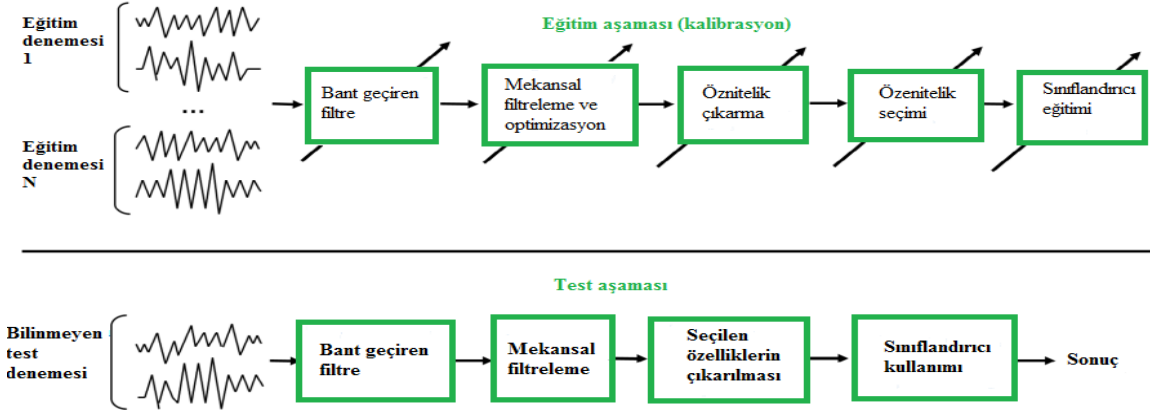 Eğitim
denemesi
1
...
Eğitim
denemesi
N
Eğitim aşaması (kalibrasyon)
Bant geçiren
filtre
Mekansal
filtreleme ve
optimizasyon
Öznitelik
çıkarma
Özenitelik
seçimi
Sınıflandırıcı
eğitimi
Test aşaması
Bilinmeyen
test
denemesi
Bant geçiren
filtre
Mekansal
filtreleme
Seçilen
özelliklerin
çıkarılması
Sınıflandırıcı
kullanımı
Sonuç